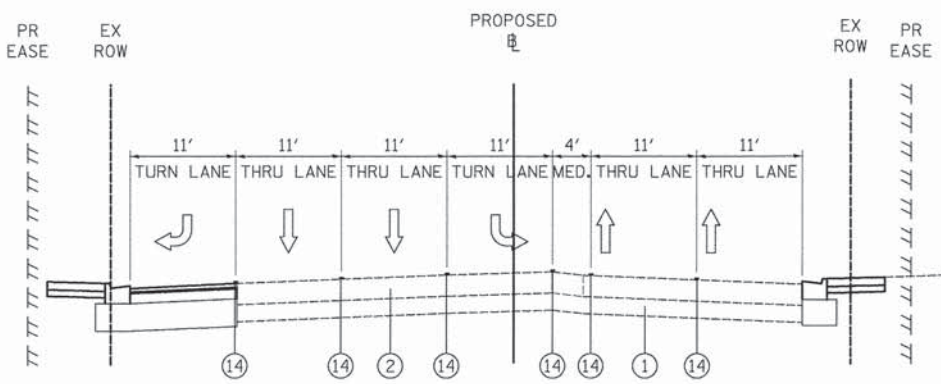 PROPOSED
BL
PR
EASE
EX
ROW
EX
ROW
PR
EASE
11' 11' 11' 11' 4' 11' 11'
TURN LANE THRU LANE THRU LANE TURN LANE MED. THRU LANE THRU LANE
14 14 2 14 14 14 1 14